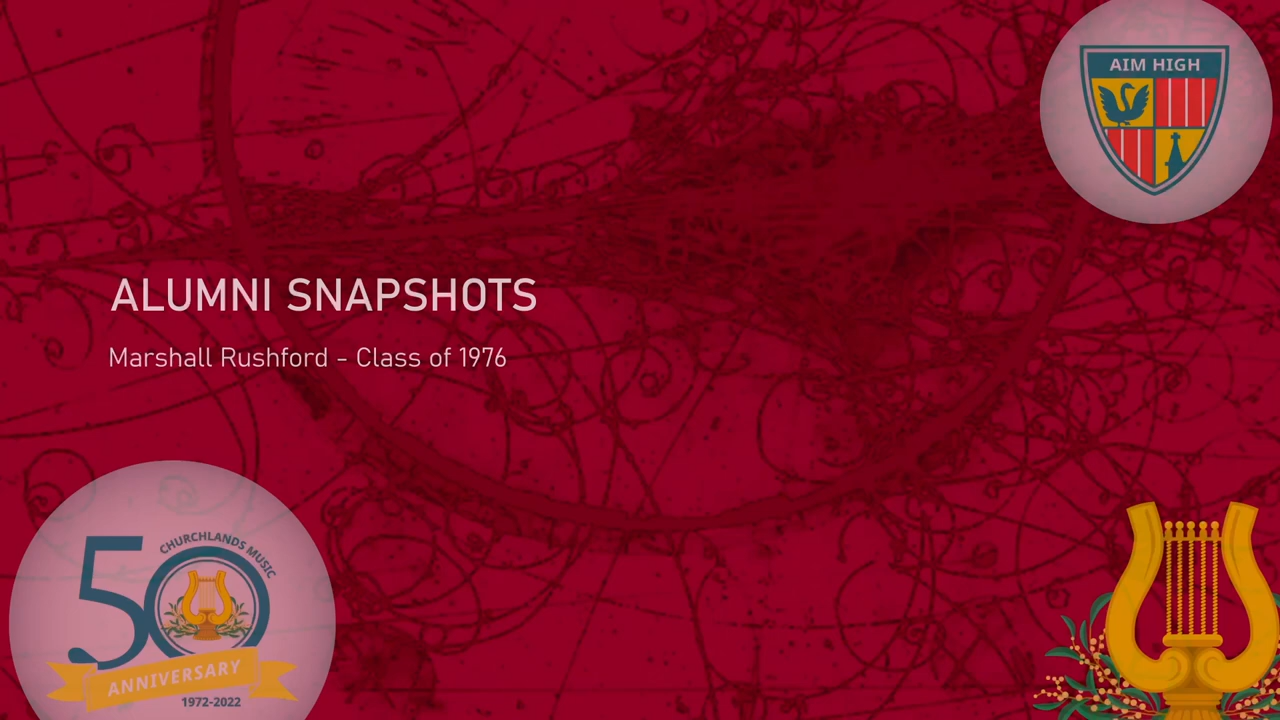 AIM HIGH
ALUMNI SNAPSHOTS
Marshall Rushford - Class of 1976
50
CHURCHLANDS MUSIC
ANNIVERSARY
1972-2022